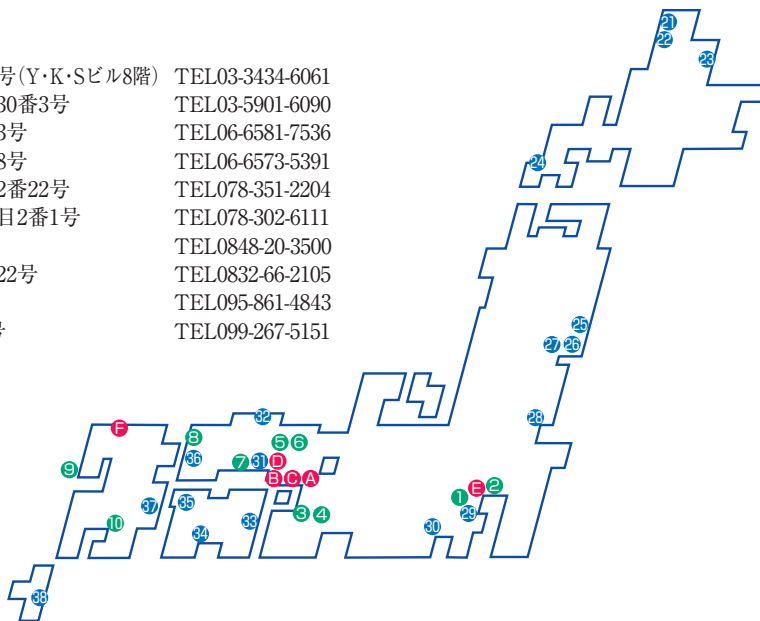 号(Y・K・Sビル8階) TEL03-3434-6061
30番3号 TEL03-5901-6090
3号 TEL06-6581-7536
8号 TEL06-6573-5391
2番22号 TEL078-351-2204
目2番1号 TEL078-302-6111
TEL0848-20-3500
22号 TEL0832-66-2105
TEL095-861-4843
号 TEL099-267-5151
21
22
23
24
25
27 26
28
32
F
8
5 6
9
36
7 31 D
B C A
E 2
1
37
35
10
3 4
33
29
30
34
38